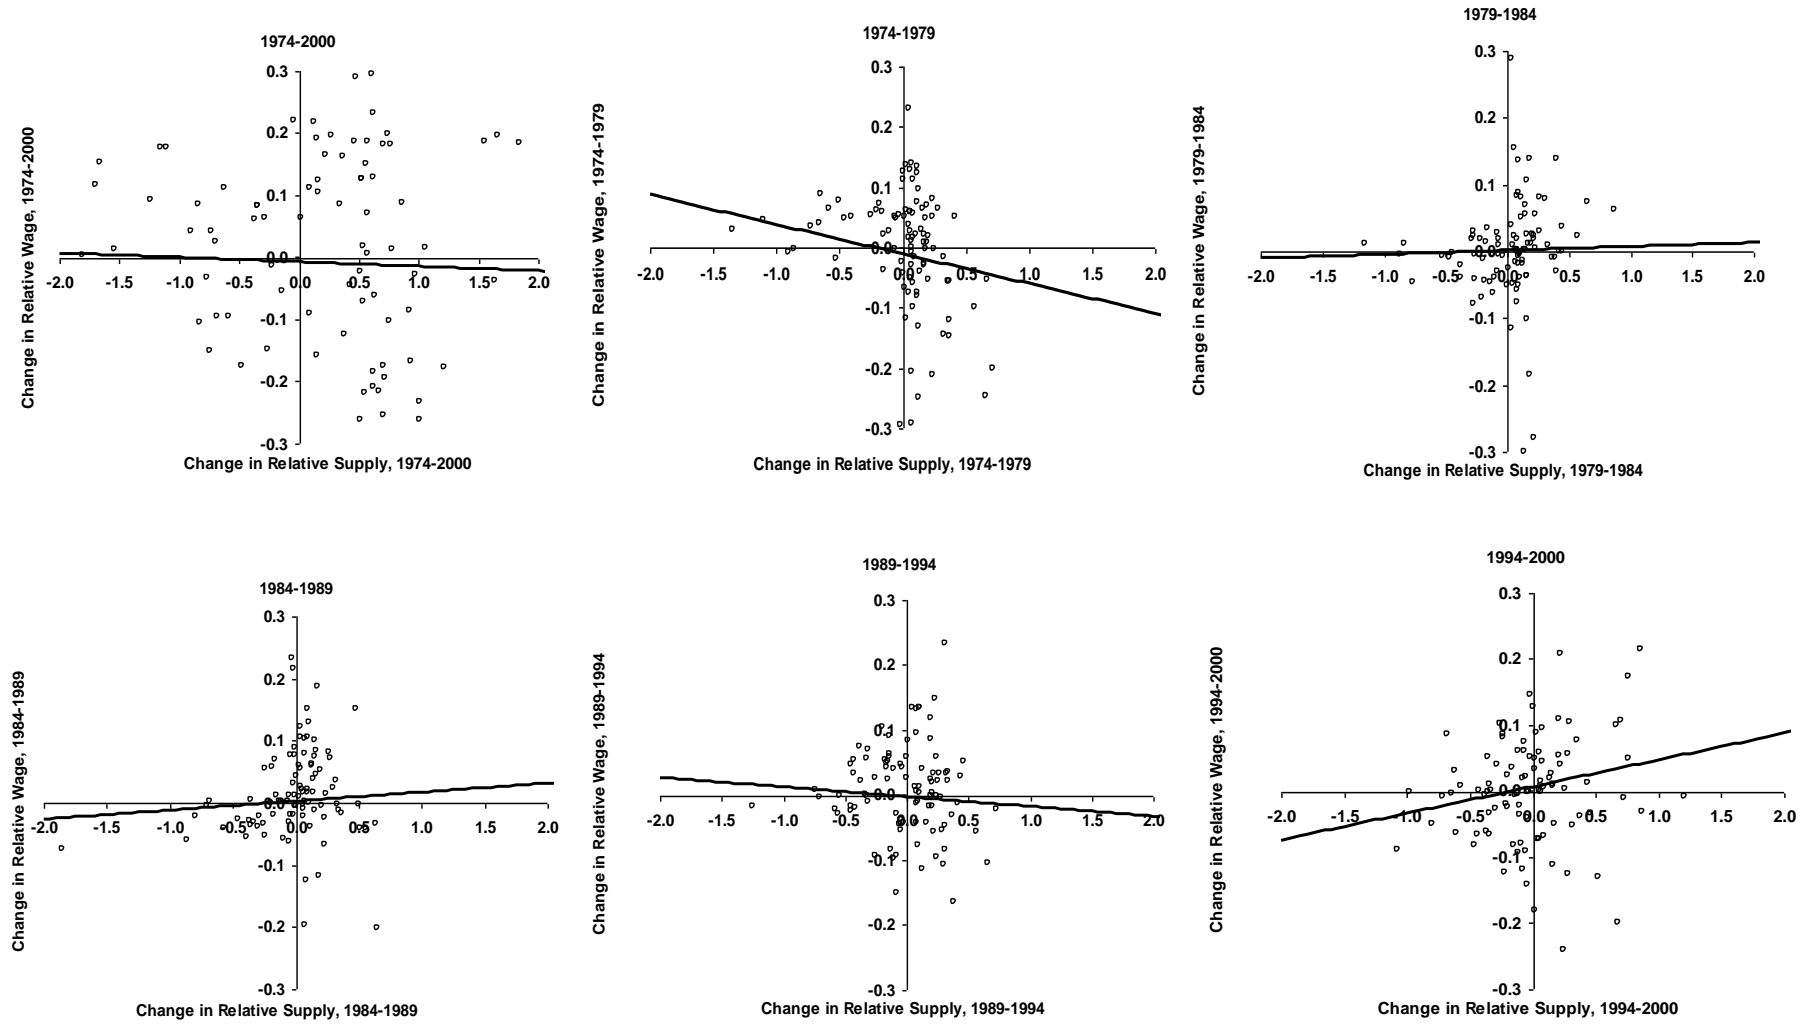 1974-2000
Change in Relative Wage, 1974-2000
0.3
0.2
0.1
0.0
-0.1
-0.2
-0.3
-2.0 -1.5 -1.0 -0.5 0.0 0.5 1.0 1.5 2.0
Change in Relative Supply, 1974-2000
1974-1979
Change in Relative Wage, 1974-1979
0.3
0.2
0.1
0.0
-0.1
-0.2
-0.3
-2.0 -1.5 -1.0 -0.5 0.0 0.5 1.0 1.5 2.0
Change in Relative Supply, 1974-1979
1979-1984
Change in Relative Wage, 1979-1984
0.3
0.2
0.1
0.0
-0.1
-0.2
-0.3
-2.0 -1.5 -1.0 -0.5 0.0 0.5 1.0 1.5 2.0
Change in Relative Supply, 1979-1984
1984-1989
Change in Relative Wage, 1984-1989
0.3
0.2
0.1
0.0
-0.1
-0.2
-0.3
-2.0 -1.5 -1.0 -0.5 0.0 0.5 1.0 1.5 2.0
Change in Relative Supply, 1984-1989
1989-1994
Change in Relative Wage, 1989-1994
0.3
0.2
0.1
0.0
-0.1
-0.2
-0.3
-2.0 -1.5 -1.0 -0.5 0.0 0.5 1.0 1.5 2.0
Change in Relative Supply, 1989-1994
1994-2000
Change in Relative Wage, 1994-2000
0.3
0.2
0.1
0.0
-0.1
-0.2
-0.3
-2.0 -1.5 -1.0 -0.5 0.0 0.5 1.0 1.5 2.0
Change in Relative Supply, 1994-2000